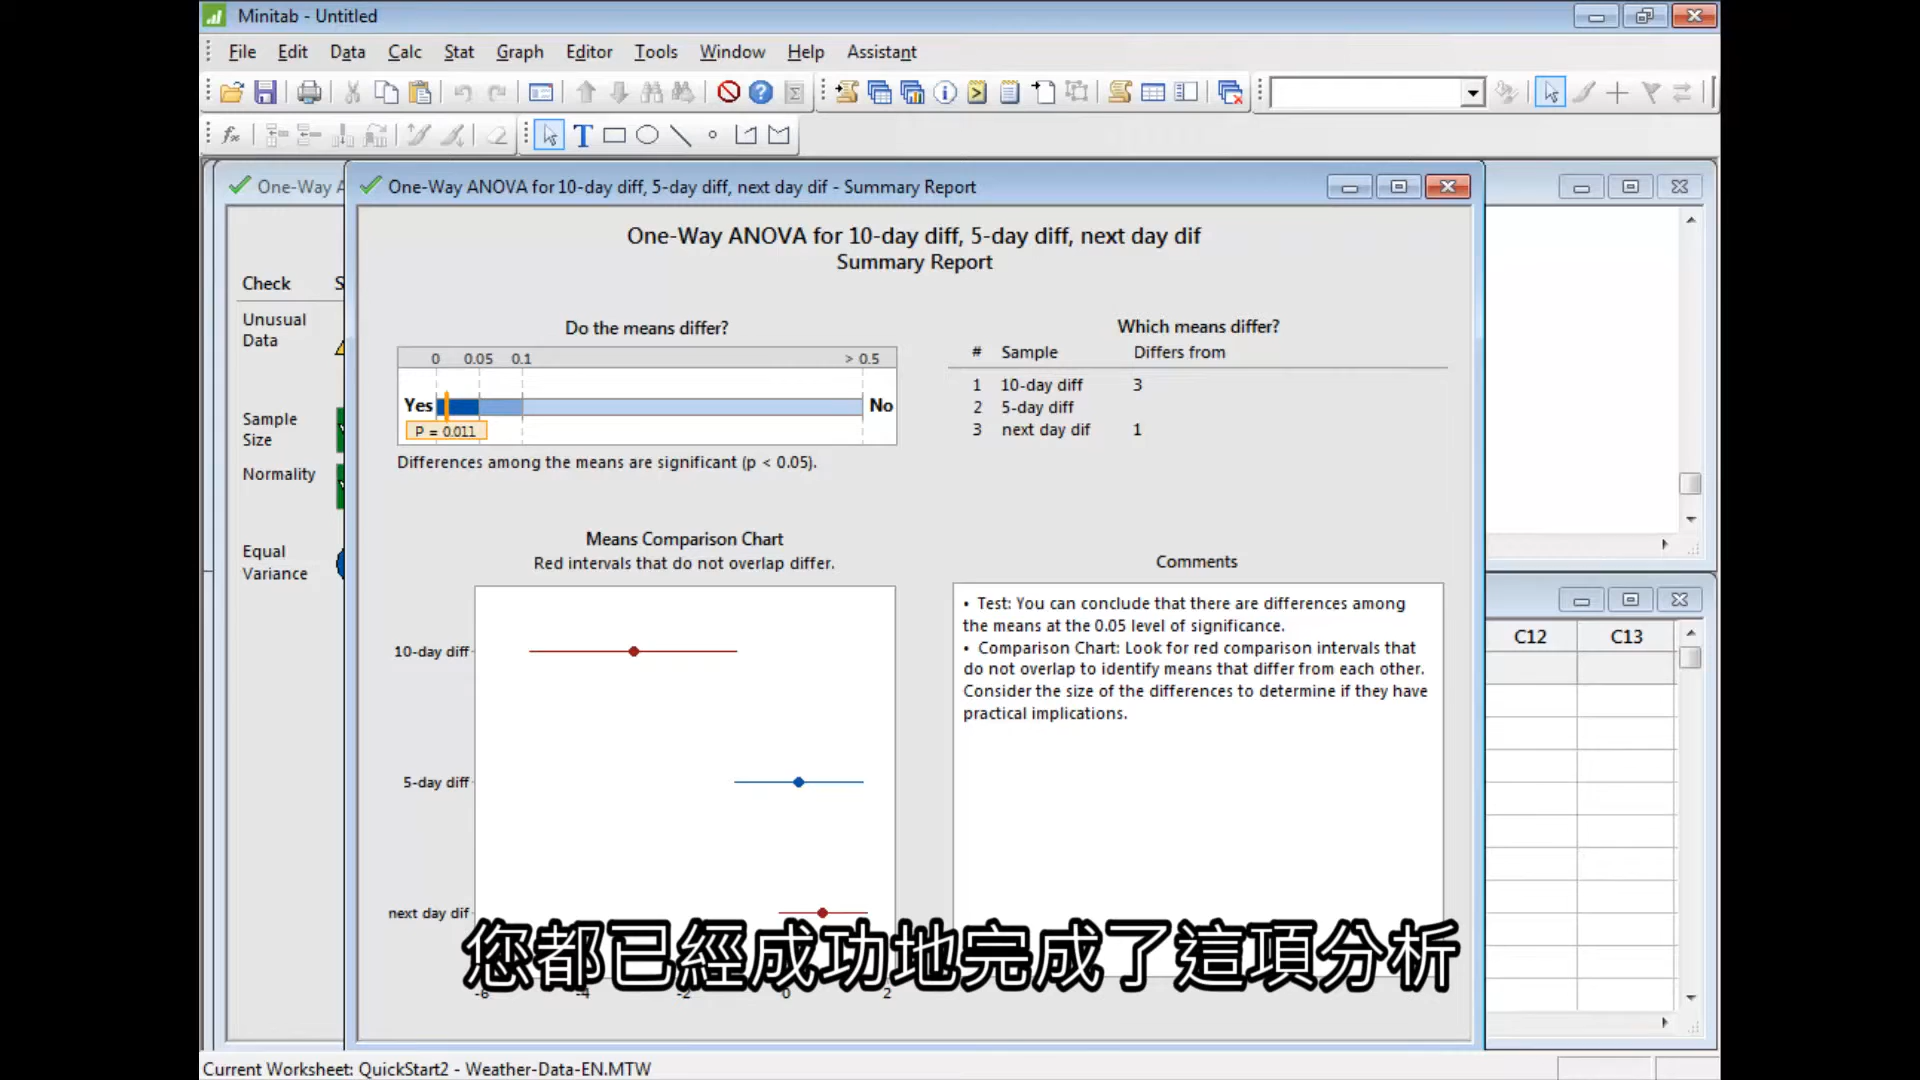 Minitab - Untitled
File Edit Data Calc Stat Graph Editor Tools Window Help Assistant
One-Way A
One-Way ANOVA for 10-day diff, 5-day diff, next day dif - Summary Report
One-Way ANOVA for 10-day diff, 5-day diff, next day dif
Summary Report
Check S
Unusual
Data
Sample
Size
Normality
Equal
Variance
Do the means differ?
0 0.05 0.1 > 0.5
Yes No
P = 0.011
Differences among the means are significant (p < 0.05).
Which means differ?
# Sample Differs from
1 10-day diff 3
2 5-day diff
3 next day dif 1
Means Comparison Chart
Red intervals that do not overlap differ.
10-day diff
5-day diff
next day dif
-6 -4 -2 0 2
Comments
• Test: You can conclude that there are differences among
the means at the 0.05 level of significance.
• Comparison Chart: Look for red comparison intervals that
do not overlap to identify means that differ from each other.
Consider the size of the differences to determine if they have
practical implications.
C12 C13
您都已經成功地完成了這項分析
Current Worksheet: QuickStart2 - Weather-Data-EN.MTW